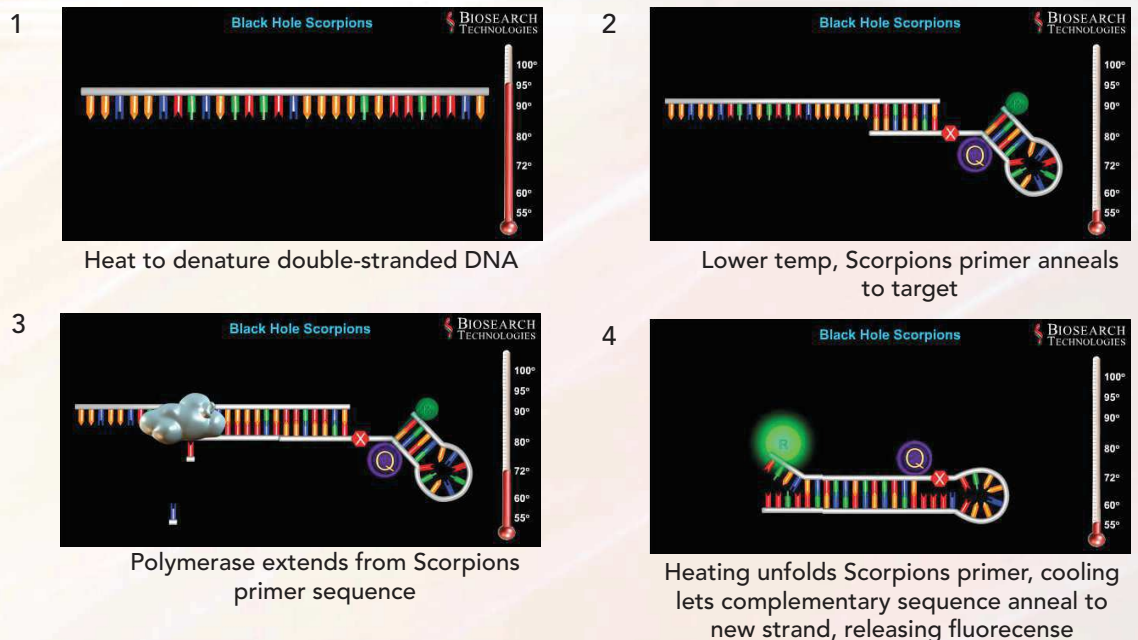 1
Black Hole Scorpions
BIOSEARCH
TECHNOLOGIES
100°
95°
90°
80°
72°
60°
55°
Heat to denature double-stranded DNA
2
Black Hole Scorpions
BIOSEARCH
TECHNOLOGIES
100°
95°
90°
80°
72°
60°
55°
X
Q
Lower temp, Scorpions primer anneals
to target
3
Black Hole Scorpions
BIOSEARCH
TECHNOLOGIES
100°
95°
90°
80°
72°
60°
55°
X
Q
Polymerase extends from Scorpions
primer sequence
4
Black Hole Scorpions
BIOSEARCH
TECHNOLOGIES
100°
95°
90°
80°
72°
60°
55°
R
Q
X
Heating unfolds Scorpions primer, cooling
lets complementary sequence anneal to
new strand, releasing fluorecense